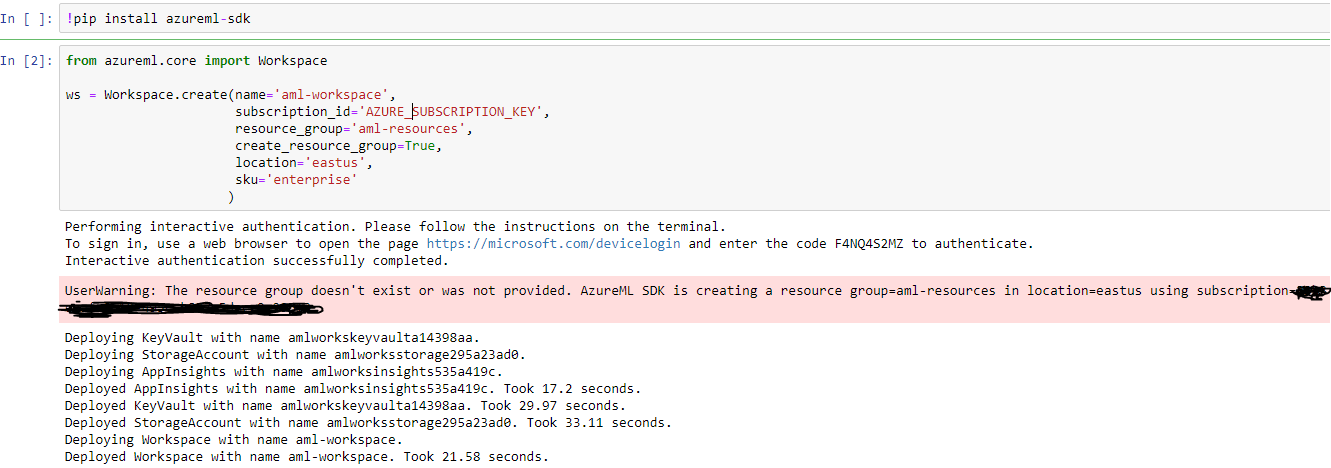 In [ ]: !pip install azureml-sdk
In [2]: from azureml.core import Workspace
ws = Workspace.create(name='aml-workspace',
subscription_id='AZURE_SUBSCRIPTION_KEY',
resource_group='aml-resources',
create_resource_group=True,
location='eastus',
sku='enterprise'
)
Performing interactive authentication. Please follow the instructions on the terminal.
To sign in, use a web browser to open the page https://microsoft.com/devicelogin and enter the code F4NQ4S2MZ to authenticate.
Interactive authentication successfully completed.
UserWarning: The resource group doesn't exist or was not provided. AzureML SDK is creating a resource group=aml-resources in location=eastus using subscription=
Deploying KeyVault with name amlworkskeyvaulta14398aa.
Deploying StorageAccount with name amlworksstorage295a23ad0.
Deploying AppInsights with name amlworksinsights535a419c.
Deployed AppInsights with name amlworksinsights535a419c. Took 17.2 seconds.
Deployed KeyVault with name amlworkskeyvaulta14398aa. Took 29.97 seconds.
Deployed StorageAccount with name amlworksstorage295a23ad0. Took 33.11 seconds.
Deploying Workspace with name aml-workspace.
Deployed Workspace with name aml-workspace. Took 21.58 seconds.